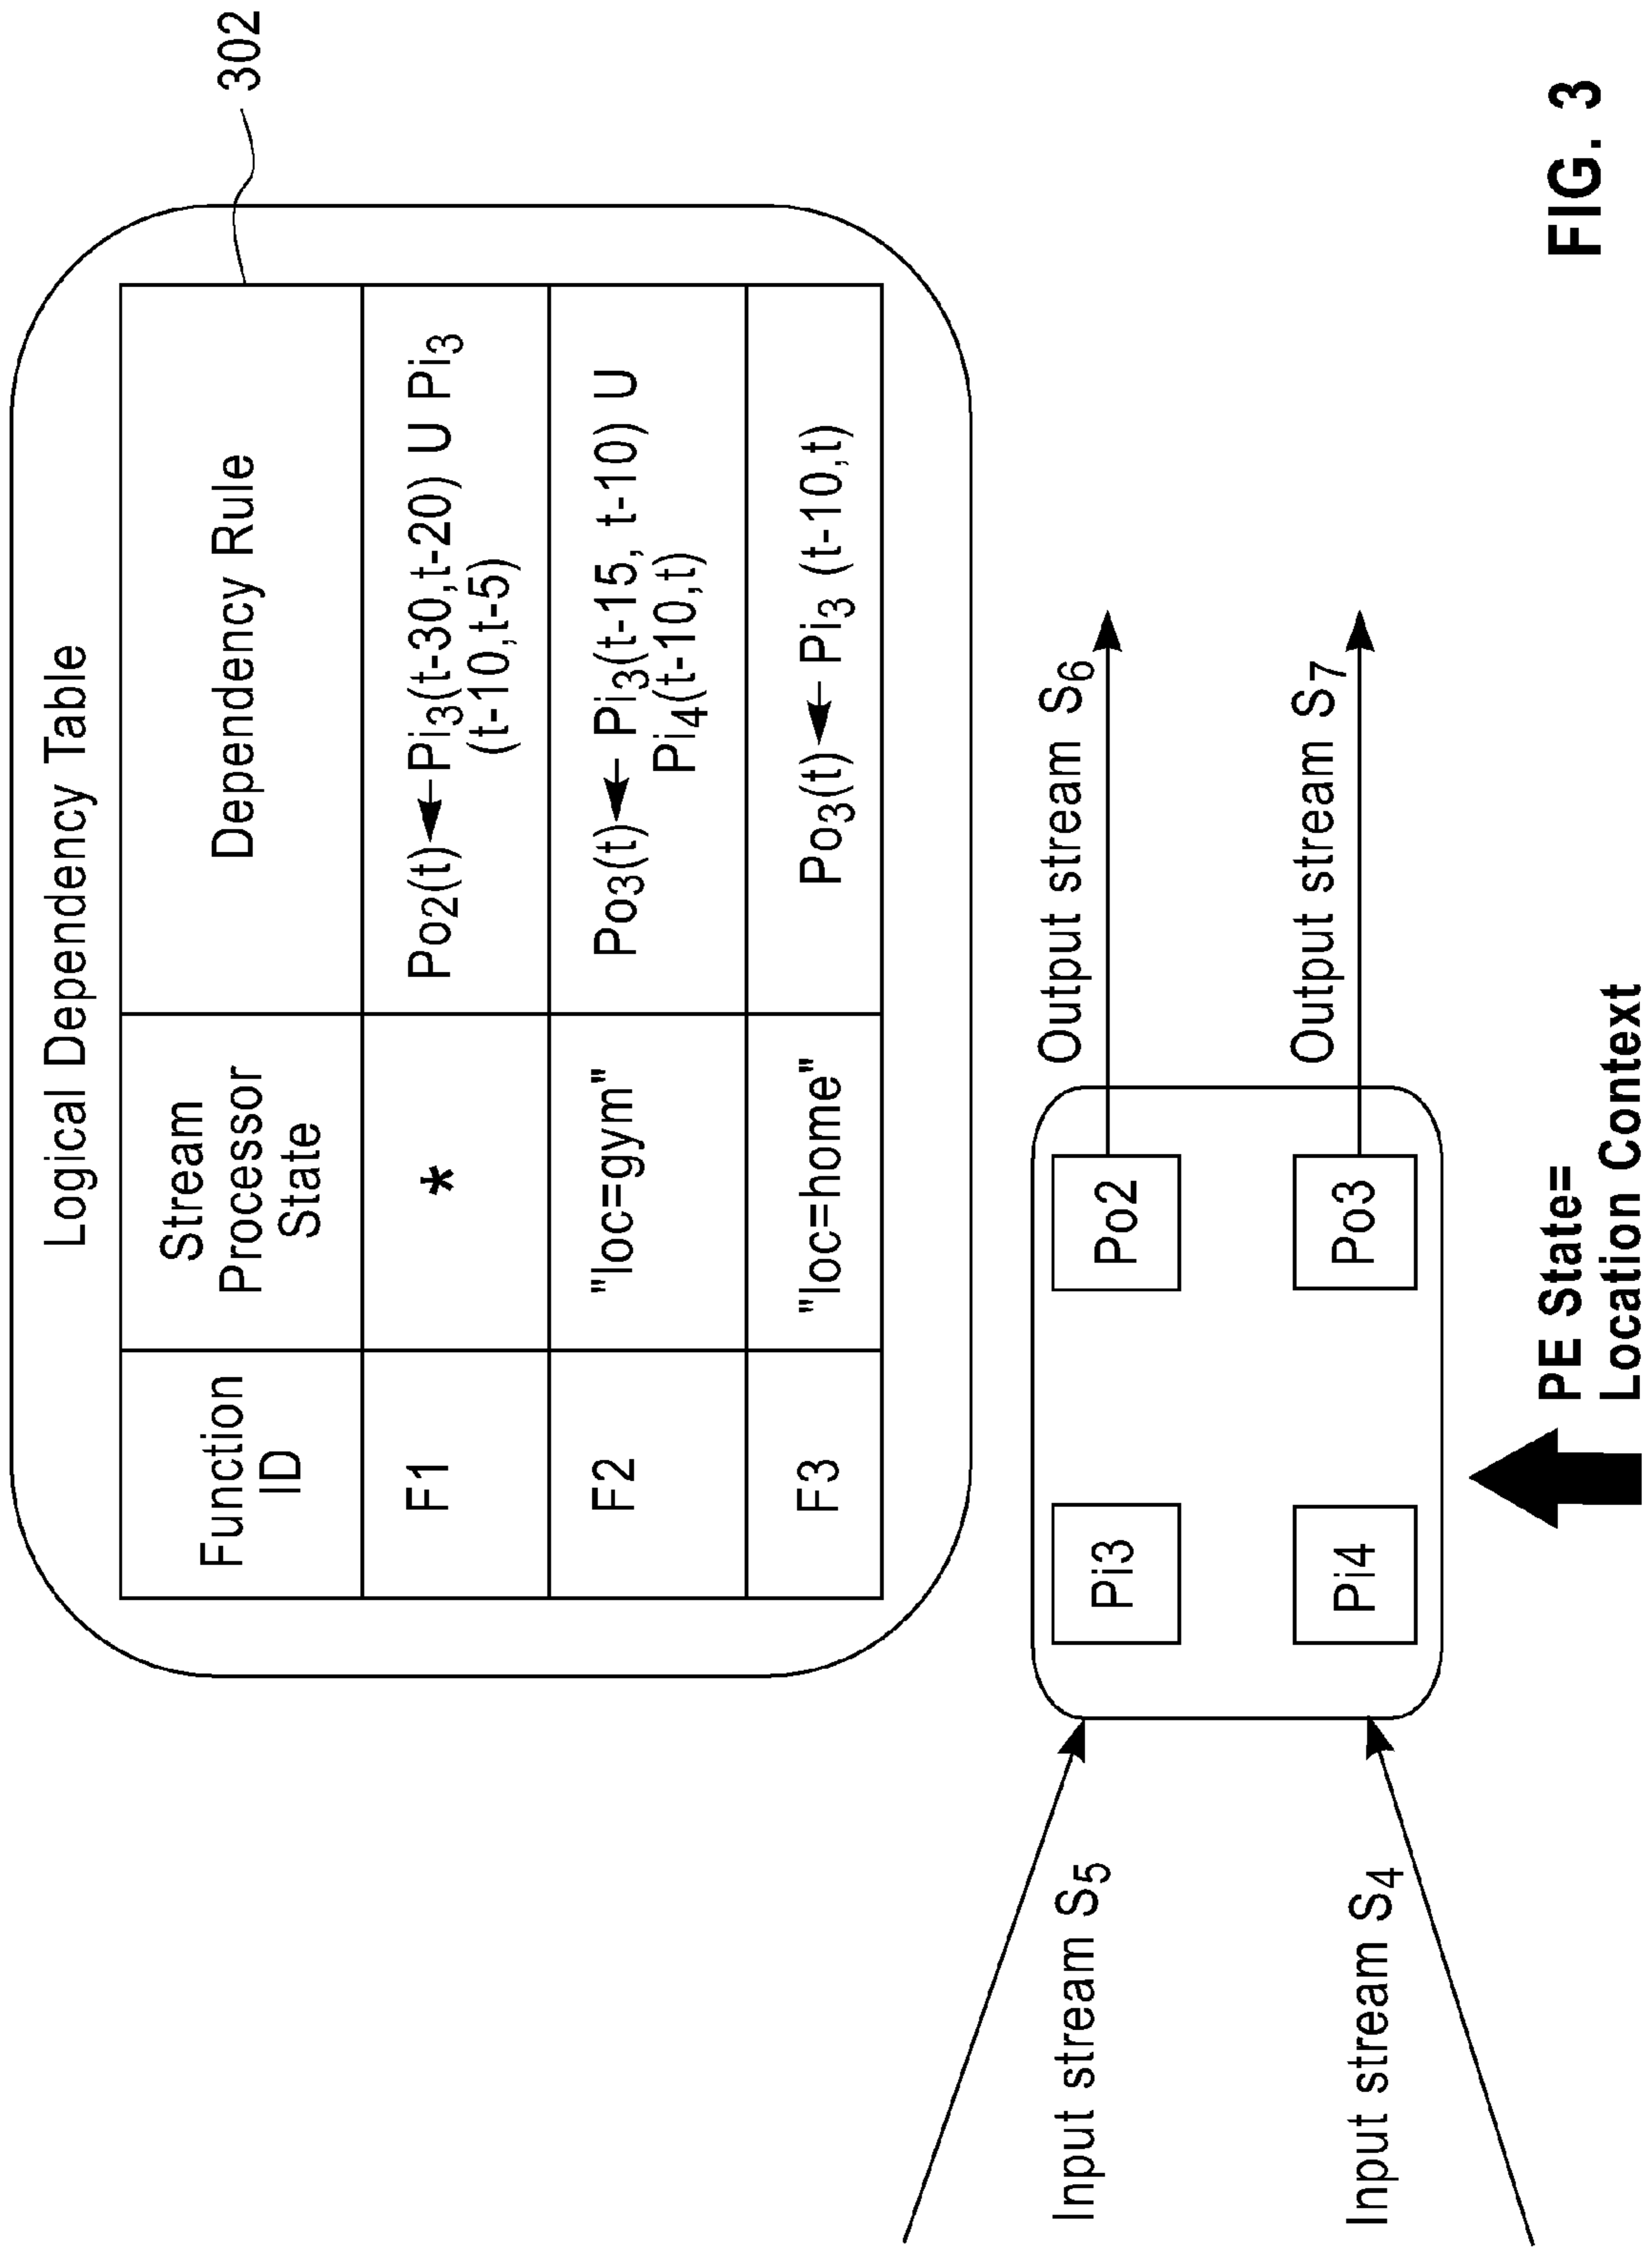 Logical Dependency Table
Function
ID
Stream
Processor
State
Dependency Rule
302
F1
*
Po₂(t) ← Pi₃(t-30,t-20) U Pi₃
(t-10,t-5)
F2
"loc=gym"
Po₃(t) ← Pi₃(t-15, t-10) U
Pi₄(t-10,t)
F3
"loc=home"
Po₃(t) ← Pi₃ (t-10,t)
Input stream S₅
Input stream S₄
Pi3
Pi4
Po2
Po3
Output stream S₆
Output stream S₇
PE State=
Location Context
FIG. 3